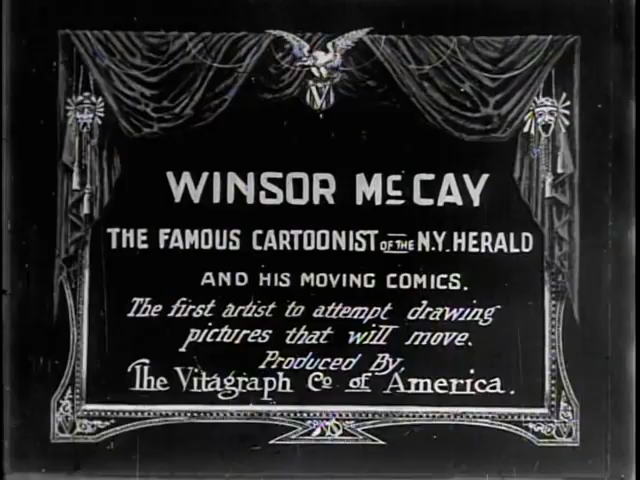 WINSOR McCAY
THE FAMOUS CARTOONIST OF THE N.Y. HERALD
AND HIS MOVING COMICS.
The first artist to attempt drawing
pictures that will move.
Produced By
The Vitagraph Co of America.